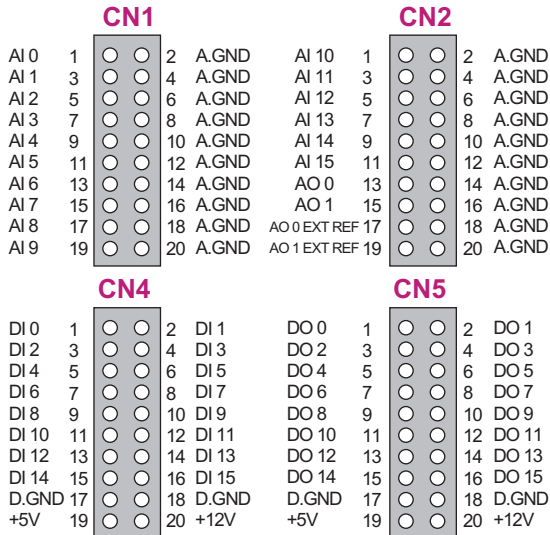 CN1 CN2
AI 0 1 2 A.GND AI 10 1 2 A.GND
AI 1 3 4 A.GND AI 11 3 4 A.GND
AI 2 5 6 A.GND AI 12 5 6 A.GND
AI 3 7 8 A.GND AI 13 7 8 A.GND
AI 4 9 10 A.GND AI 14 9 10 A.GND
AI 5 11 12 A.GND AI 15 11 12 A.GND
AI 6 13 14 A.GND AO 0 13 14 A.GND
AI 7 15 16 A.GND AO 1 15 16 A.GND
AI 8 17 18 A.GND AO 0 EXT REF 17 18 A.GND
AI 9 19 20 A.GND AO 1 EXT REF 19 20 A.GND
CN4 CN5
DI 0 1 2 DI 1 DO 0 1 2 DO 1
DI 2 3 4 DI 3 DO 2 3 4 DO 3
DI 4 5 6 DI 5 DO 4 5 6 DO 5
DI 6 7 8 DI 7 DO 6 7 8 DO 7
DI 8 9 10 DI 9 DO 8 9 10 DO 9
DI 10 11 12 DI 11 DO 10 11 12 DO 11
DI 12 13 14 DI 13 DO 12 13 14 DO 13
DI 14 15 16 DI 15 DO 14 15 16 DO 15
D.GND 17 18 D.GND D.GND 17 18 D.GND
+5V 19 20 +12V +5V 19 20 +12V